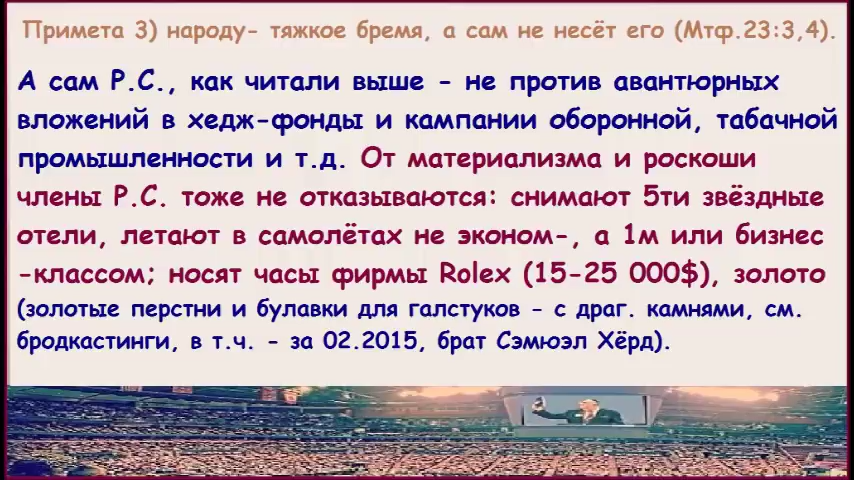 Примета 3) народу- тяжкое бремя, а сам не несёт его (Мтф.23:3,4).
А сам Р.С., как читали выше - не против авантюрных
вложений в хедж-фонды и кампании оборонной, табачной
промышленности и т.д. От материализма и роскоши
члены Р.С. тоже не отказываются: снимают 5ти звёздные
отели, летают в самолётах не эконом-, а 1м или бизнес
-классом; носят часы фирмы Rolex (15-25 000$), золото
(золотые перстни и булавки для галстуков - с драг. камнями, см.
бродкастинги, в т.ч. - за 02.2015, брат Сэмюэл Хёрд).